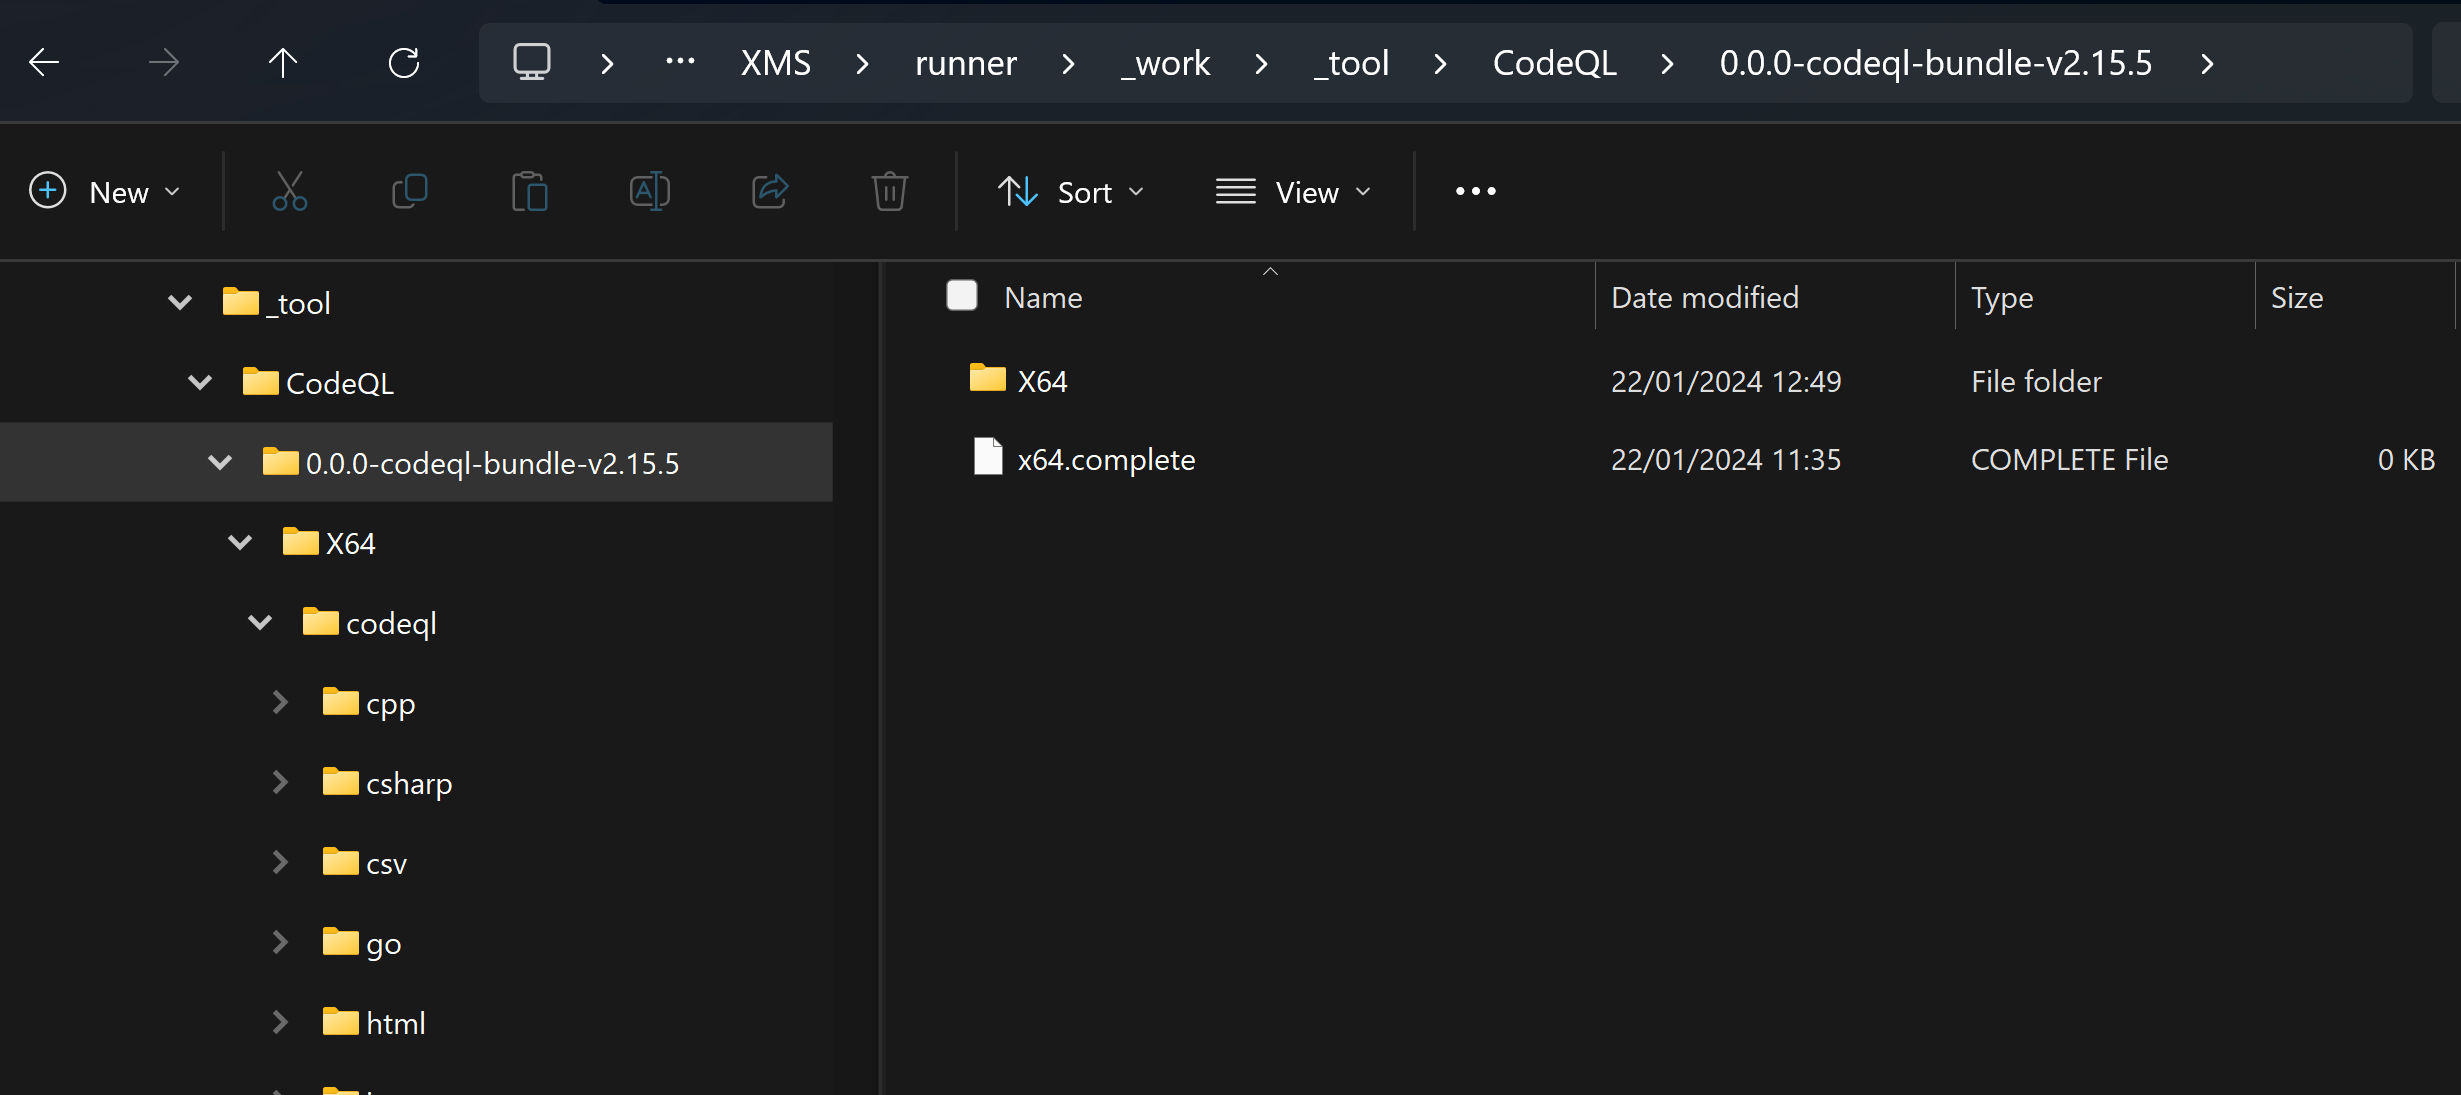 XMS runner _work _tool CodeQL 0.0.0-codeql-bundle-v2.15.5
New Sort View
_tool
CodeQL
0.0.0-codeql-bundle-v2.15.5
X64
codeql
cpp
csharp
csv
go
html
Name Date modified Type Size
X64 22/01/2024 12:49 File folder
x64.complete 22/01/2024 11:35 COMPLETE File 0 KB